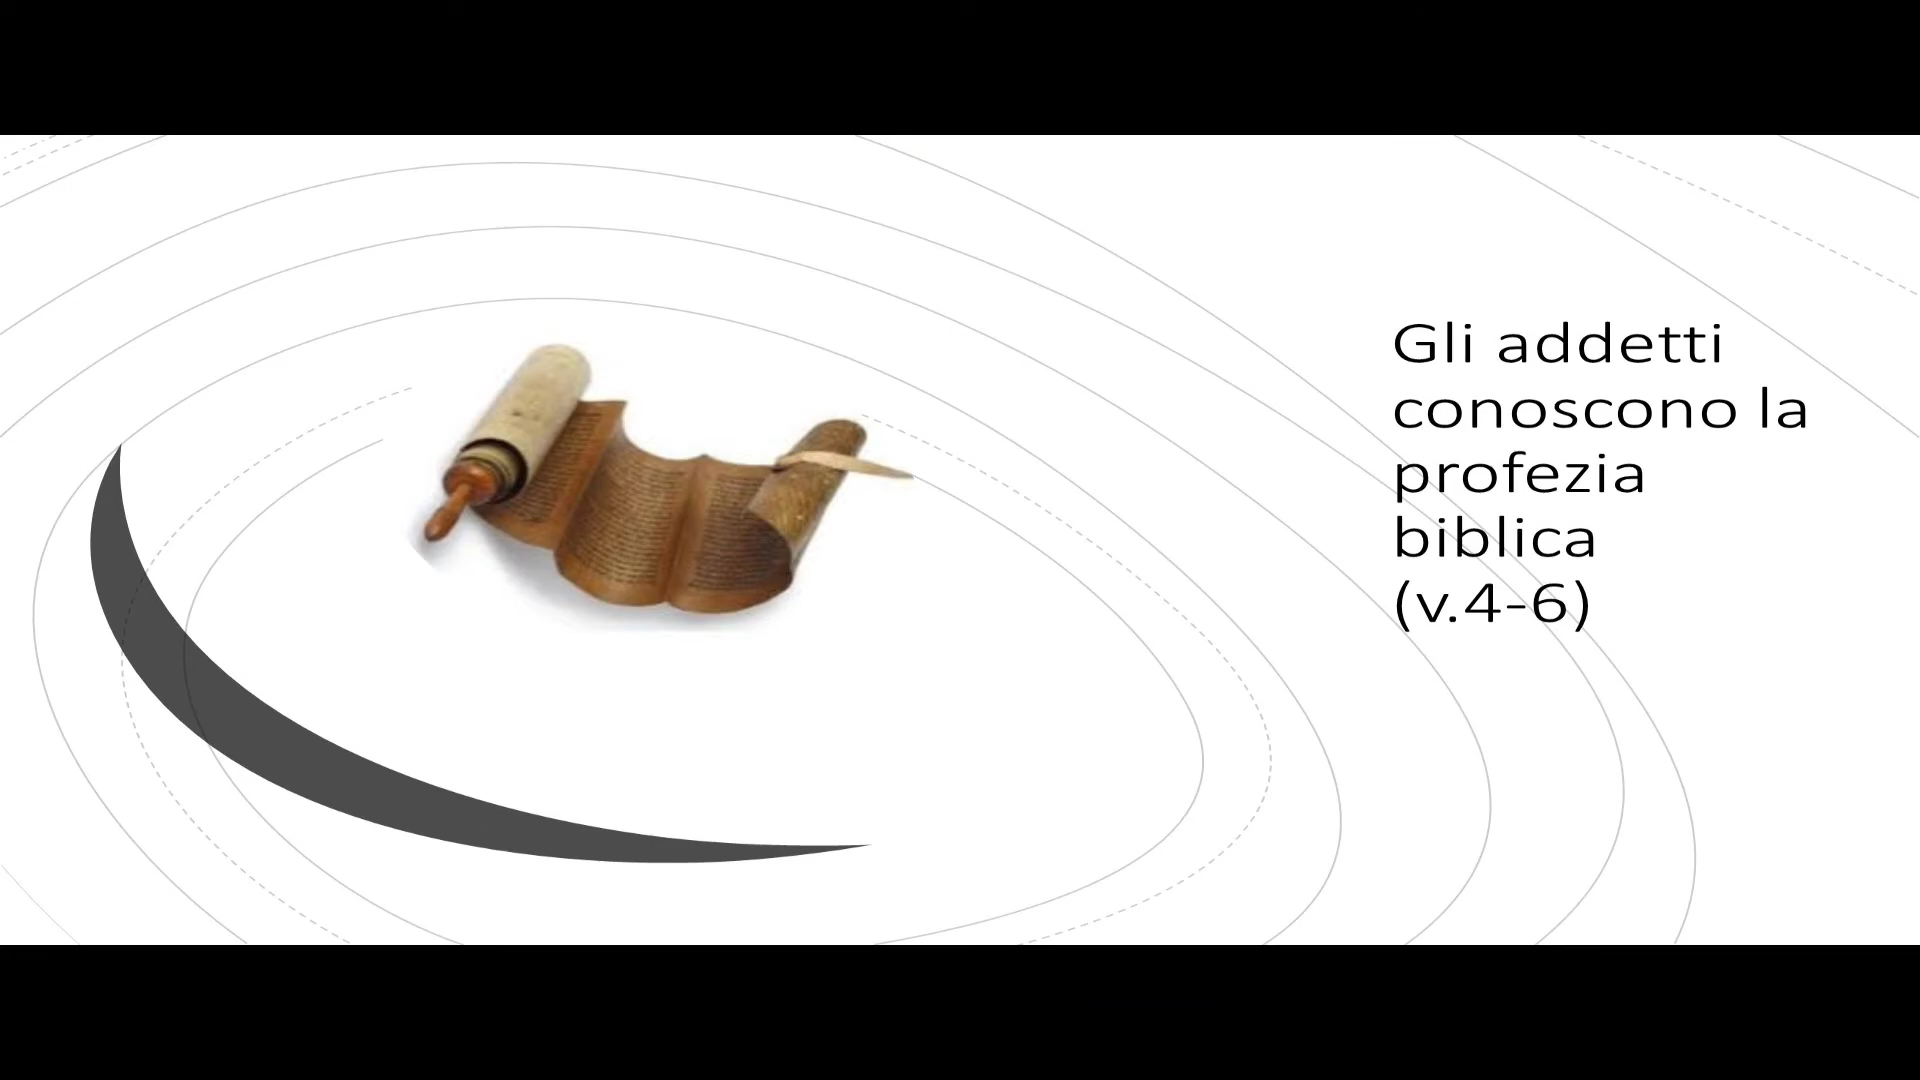 Gli addetti
conoscono la
profezia
biblica
(v.4-6)